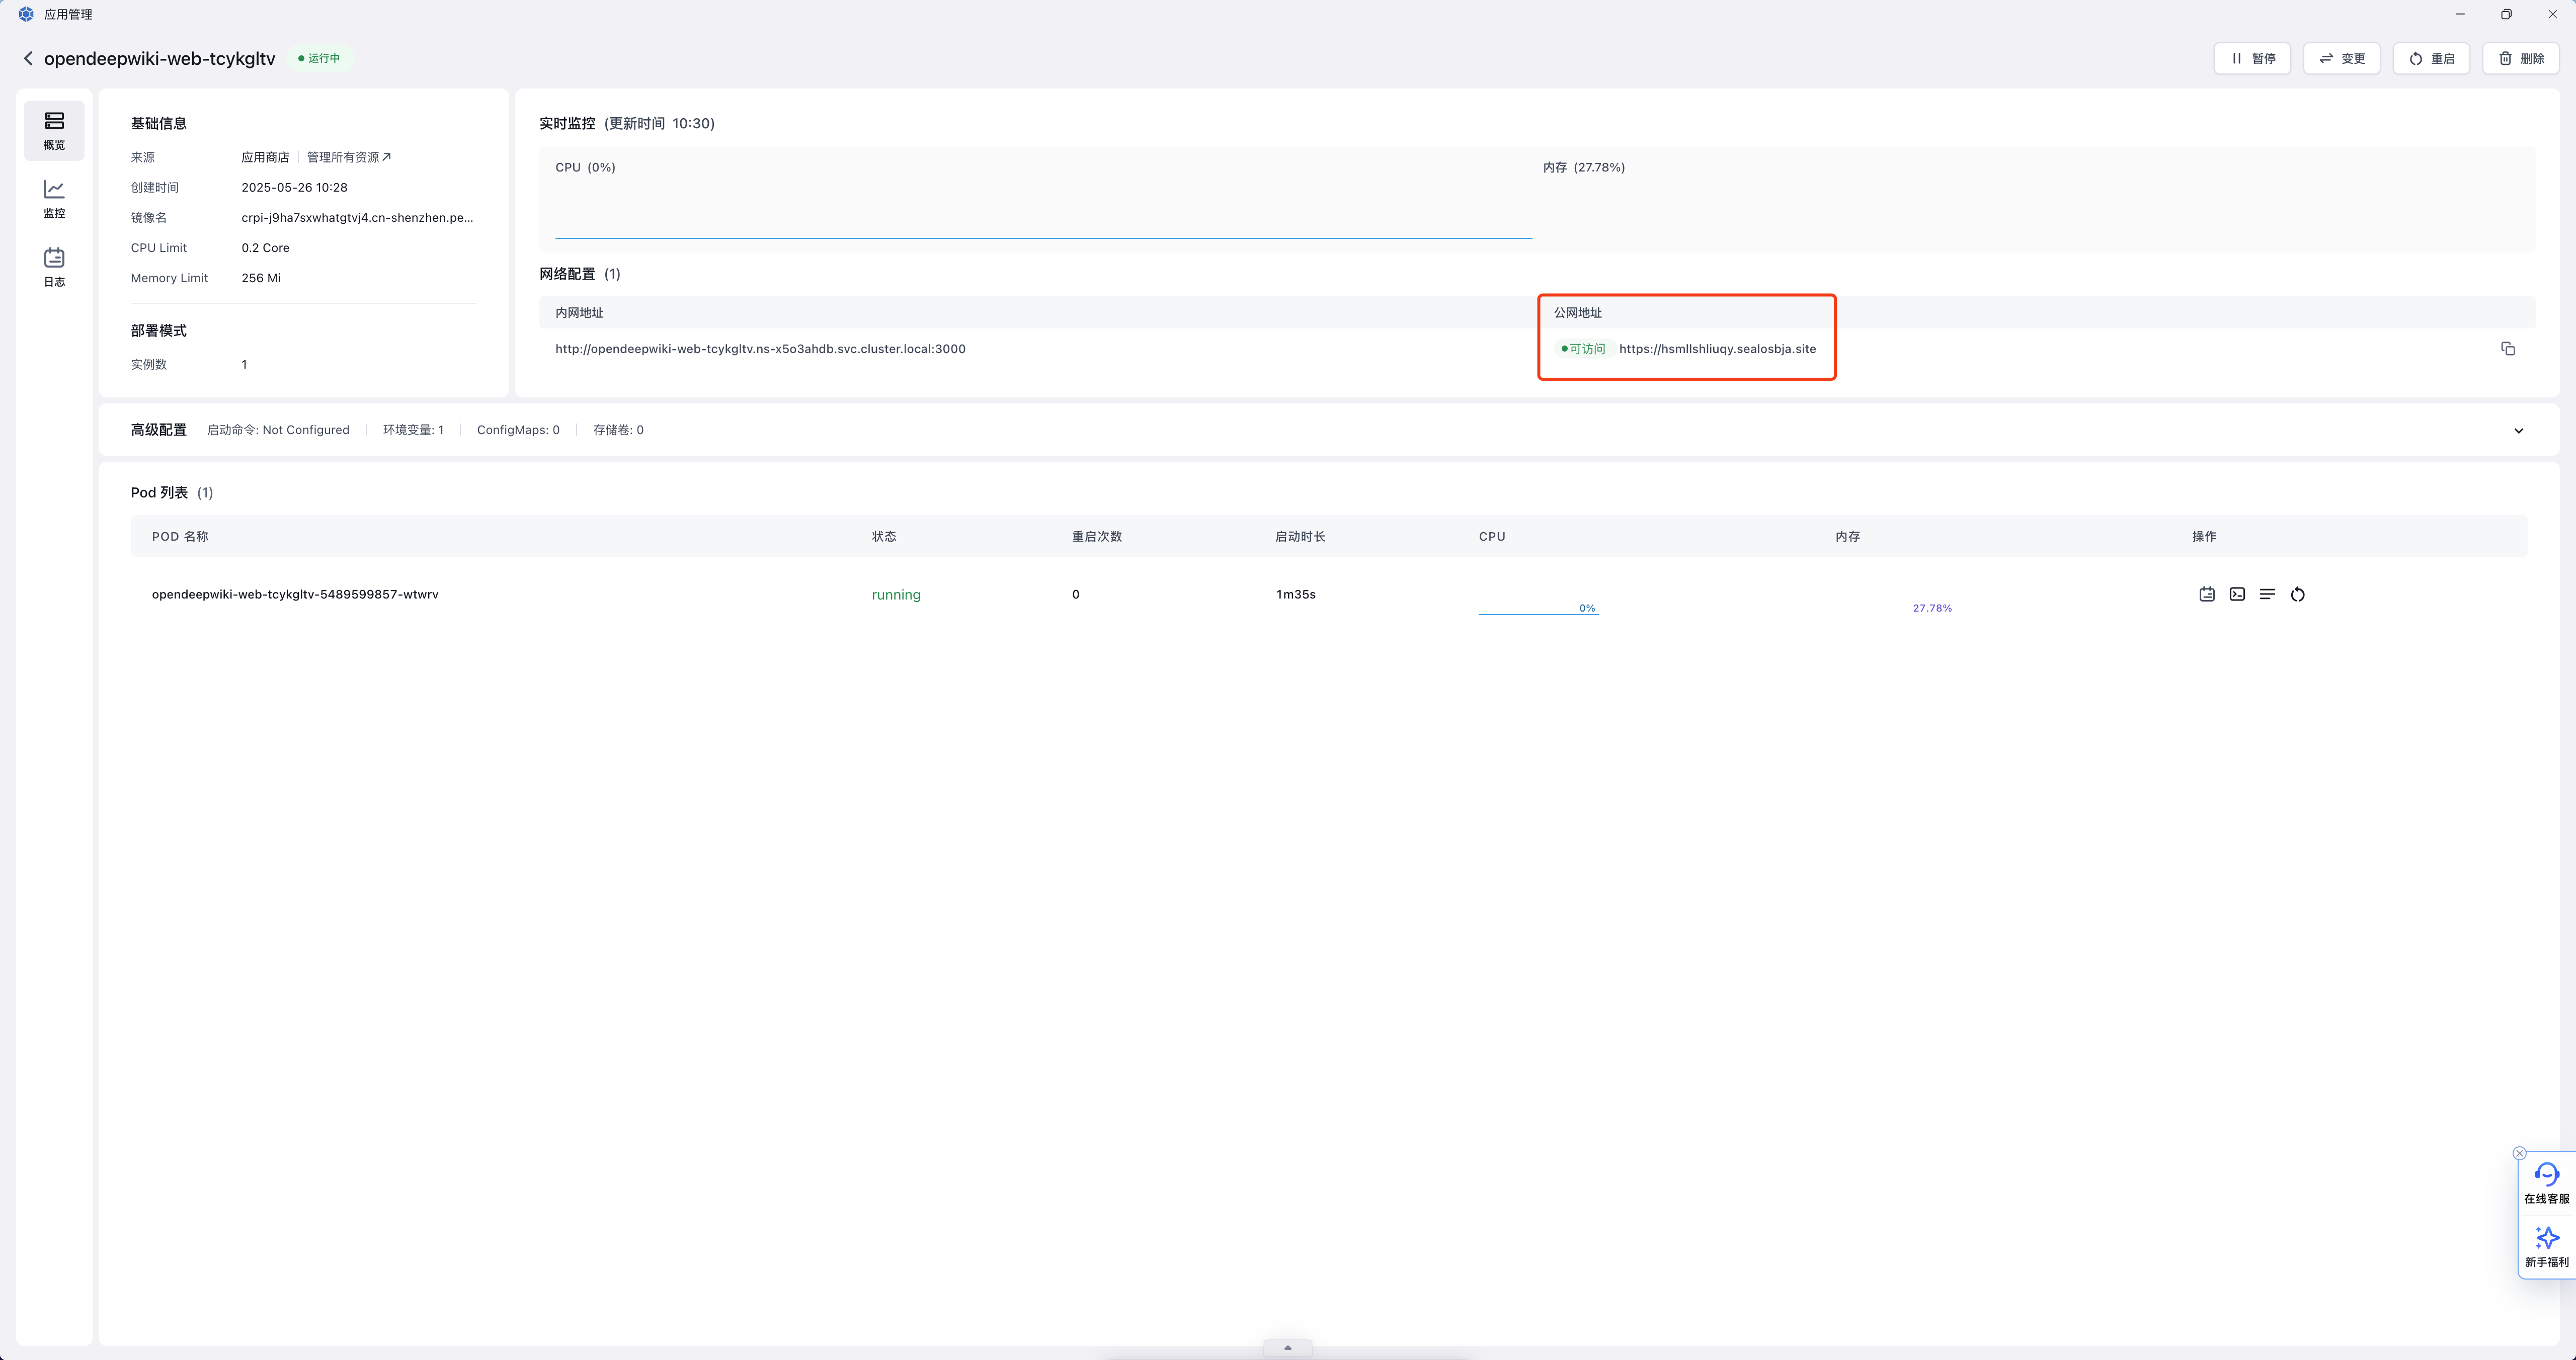 应用管理
opendeepwiki-web-tcykgltv
运行中
暂停
变更
重启
删除
概览
监控
日志
基础信息
来源 应用商店 管理所有资源
创建时间 2025-05-26 10:28
镜像名 crpi-j9ha7sxwhatgtvj4.cn-shenzhen.pe...
CPU Limit 0.2 Core
Memory Limit 256 Mi
部署模式
实例数 1
实时监控 (更新时间 10:30)
CPU (0%)
内存 (27.78%)
网络配置 (1)
内网地址 公网地址
http://opendeepwiki-web-tcykgltv.ns-x5o3ahdb.svc.cluster.local:3000 可访问 https://hsmllshliuqy.sealosbja.site
高级配置 启动命令: Not Configured 环境变量: 1 ConfigMaps: 0 存储卷: 0
Pod 列表 (1)
POD 名称 状态 重启次数 启动时长 CPU 内存 操作
opendeepwiki-web-tcykgltv-5489599857-wtwrv running 0 1m35s 0% 27.78%
在线客服
新手福利